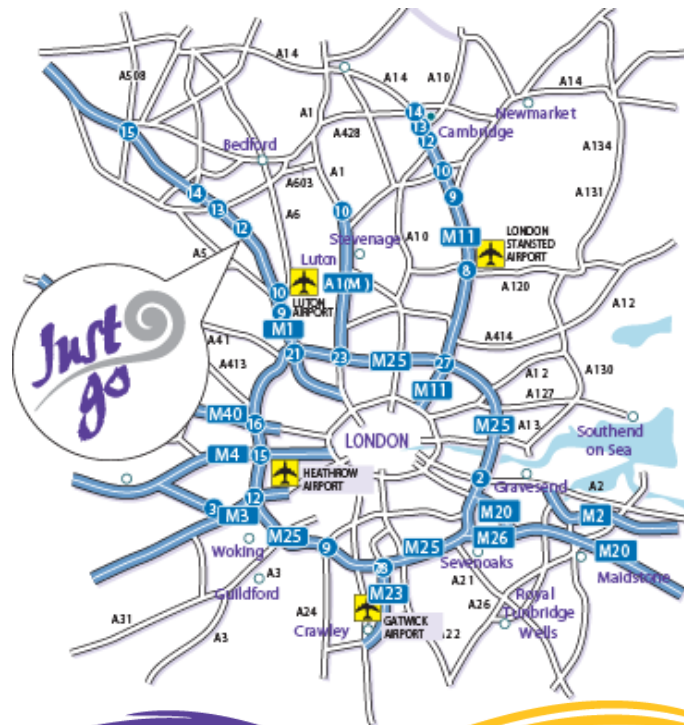 A14
A508
A14
A10
A14
A1
Newmarket
15
14
13
Cambridge
A428
12
Bedford
A134
A1
10
A603
14
9
A131
13
A6
10
12
M11
LONDON
STANSTED
AIRPORT
A10
Stevenage
A5
Luton
8
A1(M)
A120
10
LUTON
AIRPORT
9
A12
M1
A414
A41
21
23
M25
27
A413
A130
A12
M11
A127
M40
16
M25
A13
Southend
on Sea
LONDON
M4
15
HEATHROW
AIRPORT
2
Gravesend
A2
12
3
M3
M20
M2
M25
9
M25
M26
M20
Woking
Sevenoaks
Maidstone
A3
A21
Guildford
M23
Royal
Tunbridge
Wells
A24
A26
A31
GATWICK
AIRPORT
Crawley
A22
A3
Just
go